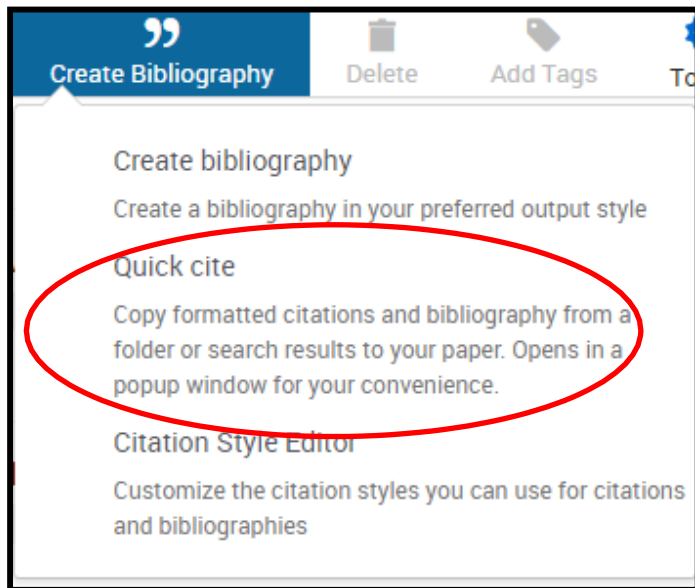 Create Bibliography Delete Add Tags To
Create bibliography
Create a bibliography in your preferred output style
Quick cite
Copy formatted citations and bibliography from a
folder or search results to your paper. Opens in a
popup window for your convenience.
Citation Style Editor
Customize the citation styles you can use for citations
and bibliographies